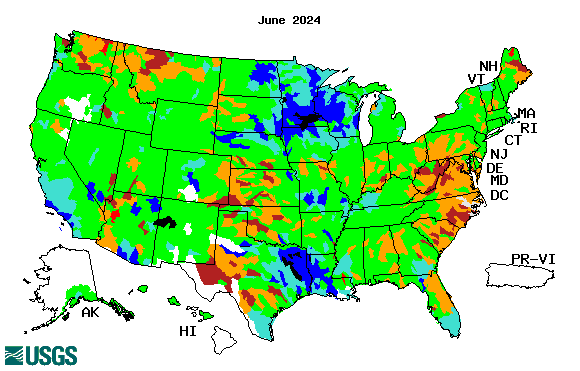 June 2024
NH
VT
MA
RI
CT
NJ
DE
MD
DC
PR-VI
AK
HI
USGS